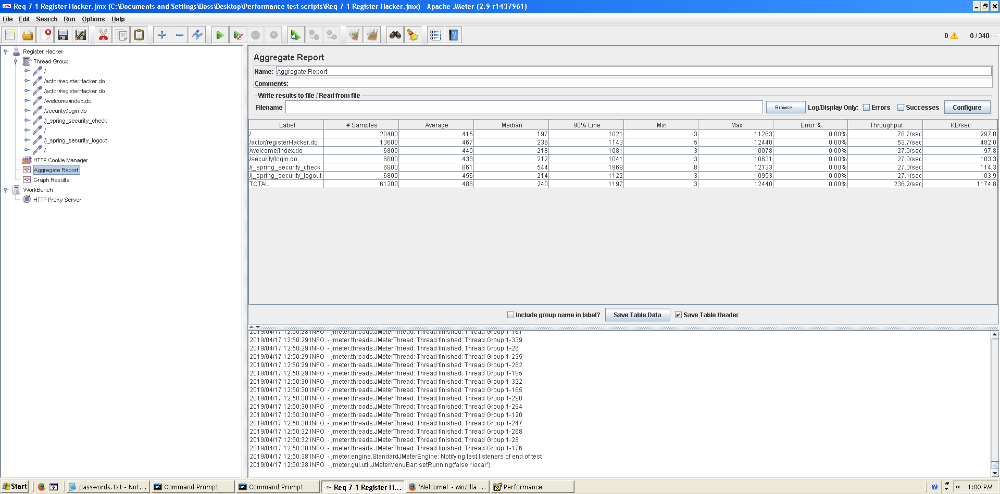 Req 7-1 Register Hacker.jmx (C:\Documents and Settings\Boss\Desktop\Performance test scripts\Req 7-1 Register Hacker.jmx) - Apache JMeter (2.9 r1437961)
File Edit Search Run Options Help
0 0 / 340
Register Hacker
Thread Group
/
/actor/registerHacker.do
/actor/registerHacker.do
/welcome/index.do
/security/login.do
/j_spring_security_check
/
/j_spring_security_logout
/
HTTP Cookie Manager
Aggregate Report
Graph Results
WorkBench
HTTP Proxy Server
Aggregate Report
Name: Aggregate Report
Comments:
Write results to file / Read from file
Filename Browse... Log/Display Only: Errors Successes Configure
Label # Samples Average Median 90% Line Min Max Error % Throughput KB/sec
/ 20400 415 197 1021 3 11263 0.00% 78.7/sec 297.0
/actor/registerHacker.do 13600 467 236 1143 5 12440 0.00% 53.7/sec 482.0
/welcome/index.do 6800 440 218 1081 3 10078 0.00% 27.0/sec 97.8
/security/login.do 6800 438 212 1041 3 10631 0.00% 27.0/sec 103.3
/j_spring_security_check 6800 861 544 1969 8 12133 0.00% 27.0/sec 114.3
/j_spring_security_logout 6800 456 214 1122 3 10953 0.00% 27.1/sec 103.9
TOTAL 61200 486 240 1197 3 12440 0.00% 236.2/sec 1174.8
Include group name in label? Save Table Data Save Table Header
2019/04/17 12:50:28 INFO - jmeter.threads.JMeterThread: Thread finished: Thread Group 1-161
2019/04/17 12:50:29 INFO - jmeter.threads.JMeterThread: Thread finished: Thread Group 1-339
2019/04/17 12:50:29 INFO - jmeter.threads.JMeterThread: Thread finished: Thread Group 1-26
2019/04/17 12:50:29 INFO - jmeter.threads.JMeterThread: Thread finished: Thread Group 1-235
2019/04/17 12:50:29 INFO - jmeter.threads.JMeterThread: Thread finished: Thread Group 1-262
2019/04/17 12:50:29 INFO - jmeter.threads.JMeterThread: Thread finished: Thread Group 1-185
2019/04/17 12:50:30 INFO - jmeter.threads.JMeterThread: Thread finished: Thread Group 1-322
2019/04/17 12:50:30 INFO - jmeter.threads.JMeterThread: Thread finished: Thread Group 1-165
2019/04/17 12:50:30 INFO - jmeter.threads.JMeterThread: Thread finished: Thread Group 1-290
2019/04/17 12:50:30 INFO - jmeter.threads.JMeterThread: Thread finished: Thread Group 1-294
2019/04/17 12:50:30 INFO - jmeter.threads.JMeterThread: Thread finished: Thread Group 1-120
2019/04/17 12:50:30 INFO - jmeter.threads.JMeterThread: Thread finished: Thread Group 1-247
2019/04/17 12:50:32 INFO - jmeter.threads.JMeterThread: Thread finished: Thread Group 1-268
2019/04/17 12:50:32 INFO - jmeter.threads.JMeterThread: Thread finished: Thread Group 1-28
2019/04/17 12:50:38 INFO - jmeter.threads.JMeterThread: Thread finished: Thread Group 1-176
2019/04/17 12:50:38 INFO - jmeter.engine.StandardJMeterEngine: Notifying test listeners of end of test
2019/04/17 12:50:38 INFO - jmeter.gui.util.JMeterMenuBar: setRunning(false,*local*)
Start passwords.txt - Not... Command Prompt Command Prompt Req 7-1 Register H... Welcome! - Mozilla ... Performance 1:00 PM